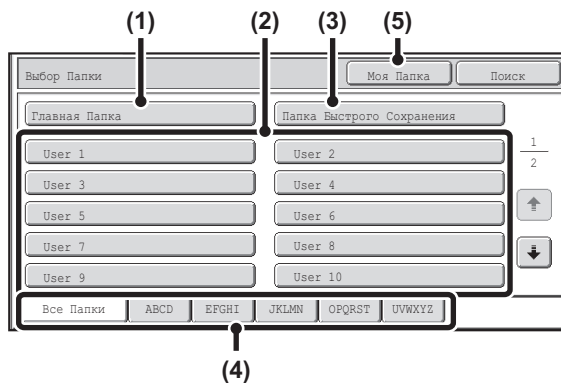 (1) (2) (3) (5)
Выбор Папки Моя Папка Поиск
Главная Папка Папка Быстрого Сохранения
User 1 User 2 1
2
User 3 User 4
User 5 User 6
User 7 User 8
User 9 User 10
Все Папки ABCD EFGHI JKLMN OPQRST UVWXYZ
(4)